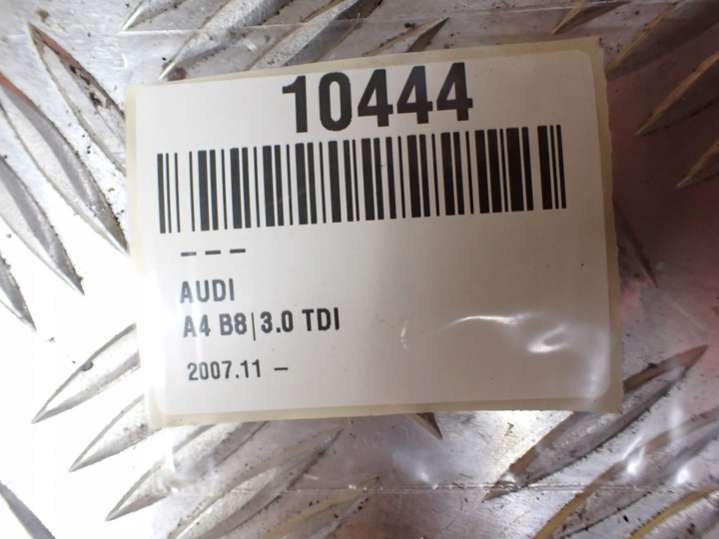 10444
– – –
AUDI
A4 B8|3.0 TDI
2007.11 –